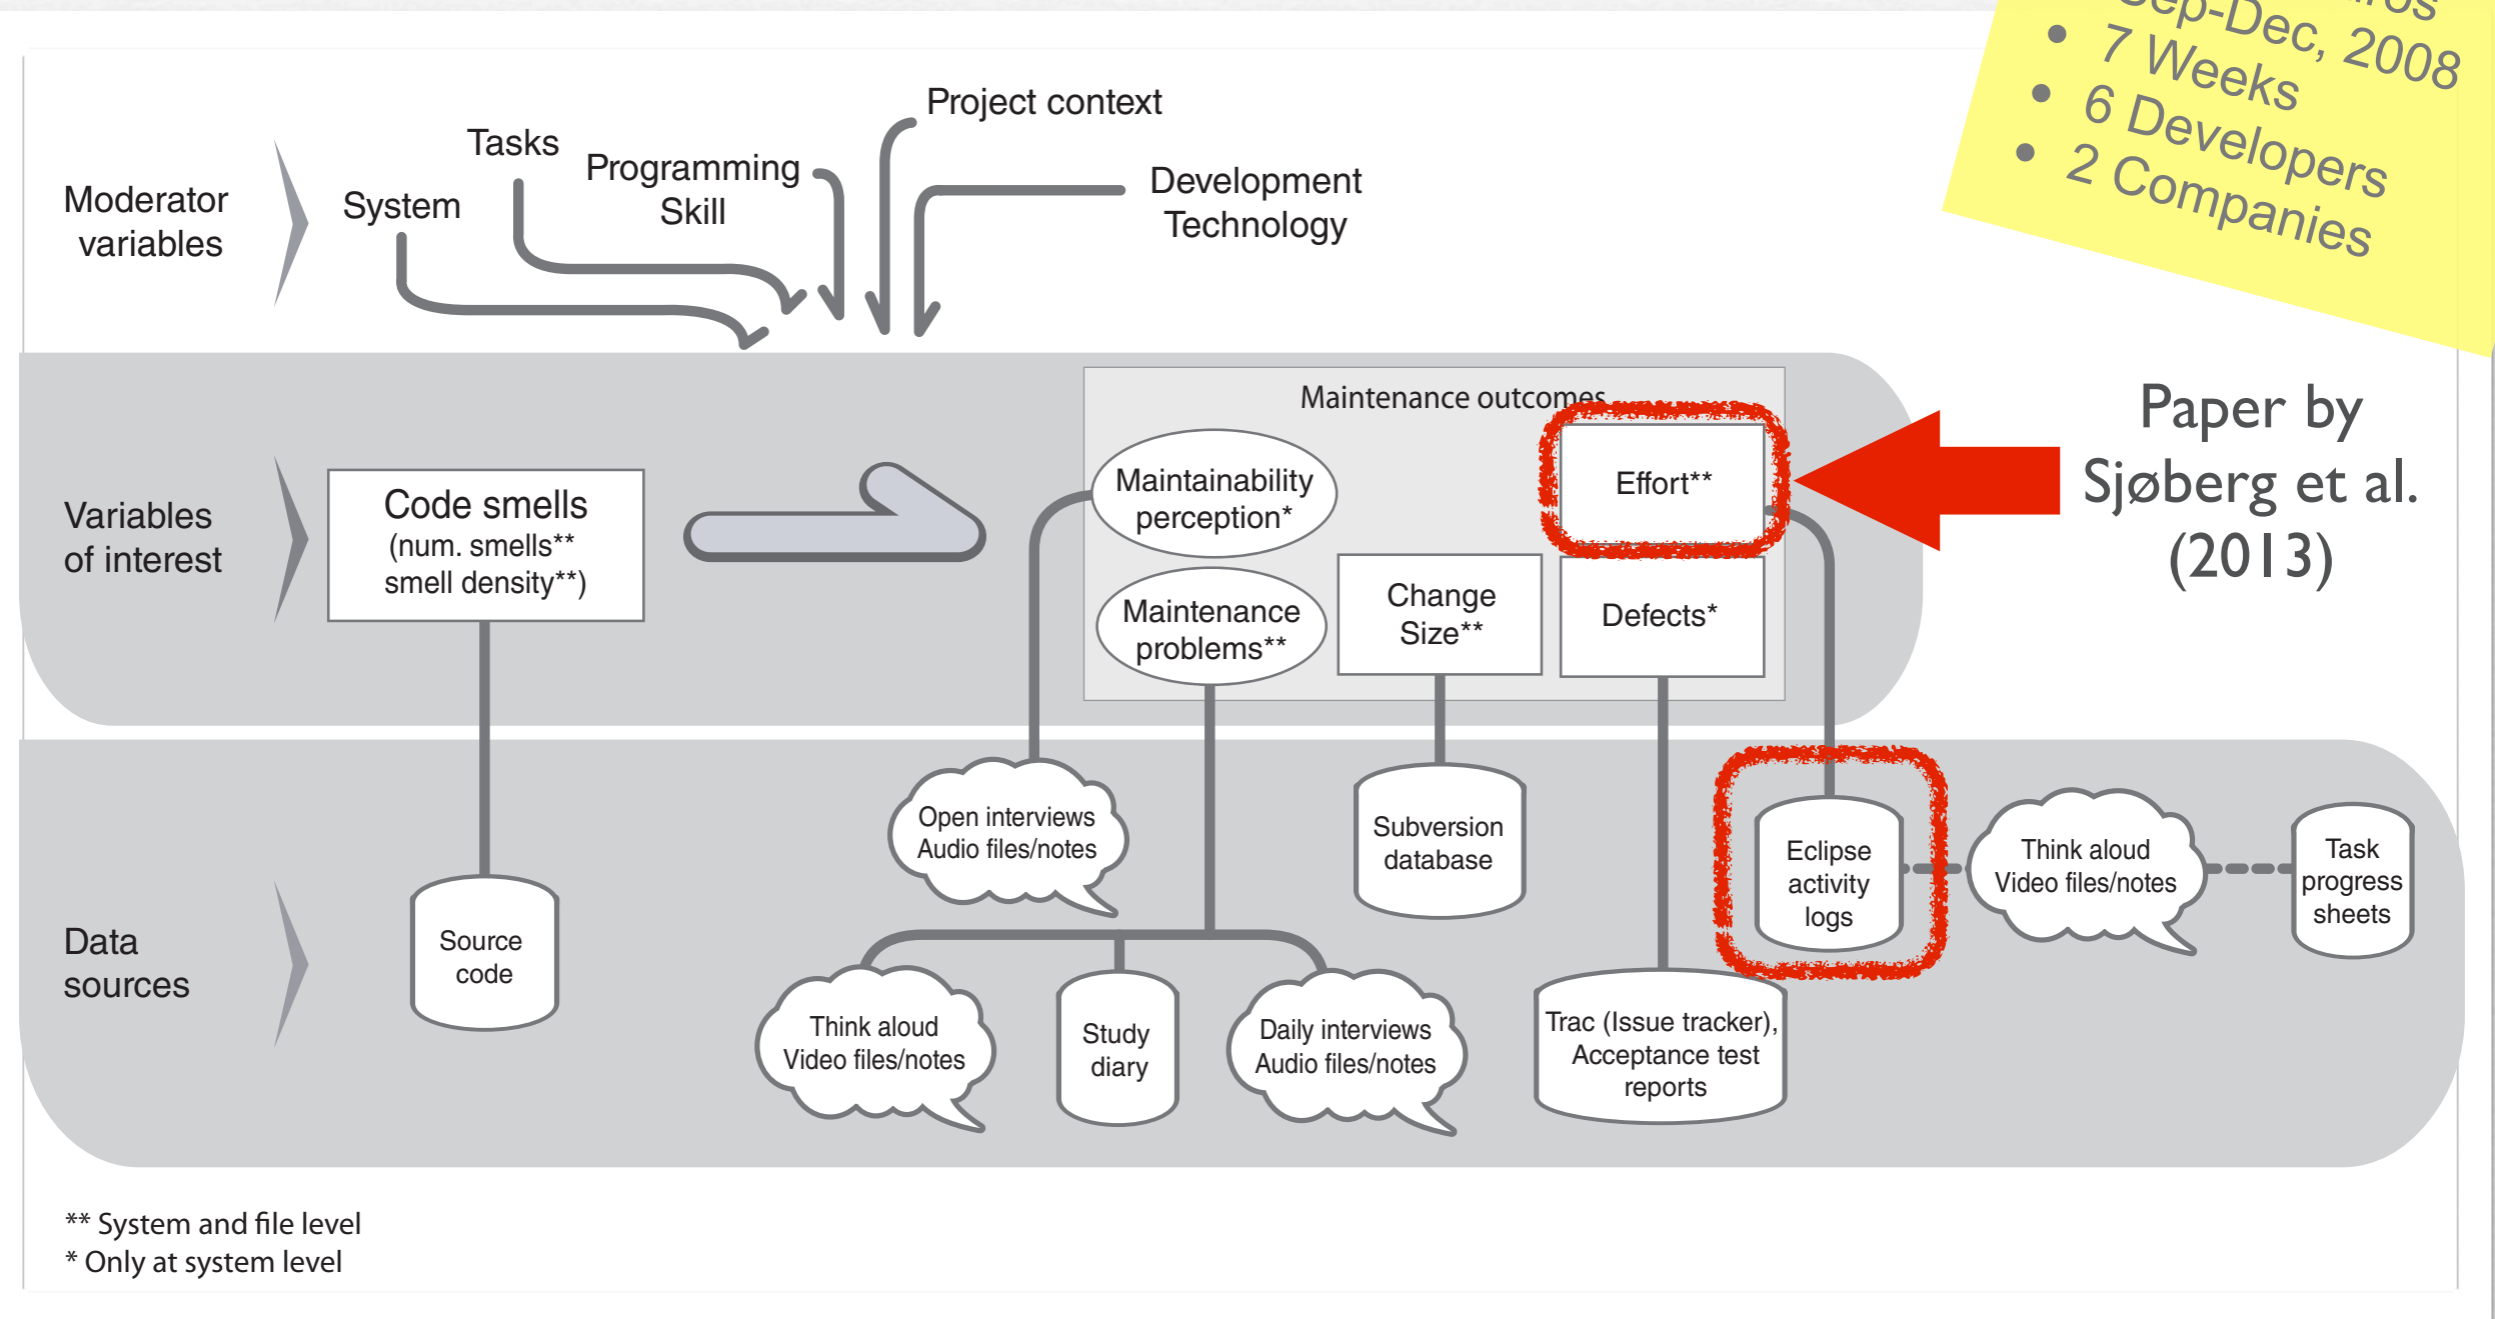 Sep-Dec, 2008
• 7 Weeks
• 6 Developers
• 2 Companies
Moderator
variables
System
Tasks
Programming
Skill
Project context
Development
Technology
Variables
of interest
Code smells
(num. smells**
smell density**)
Maintenance outcomes
Maintainability
perception*
Maintenance
problems**
Change
Size**
Effort**
Defects*
Paper by
Sjøberg et al.
(2013)
Data
sources
Source
code
Open interviews
Audio files/notes
Think aloud
Video files/notes
Study
diary
Daily interviews
Audio files/notes
Subversion
database
Trac (Issue tracker),
Acceptance test
reports
Eclipse
activity
logs
Think aloud
Video files/notes
Task
progress
sheets
** System and file level
* Only at system level